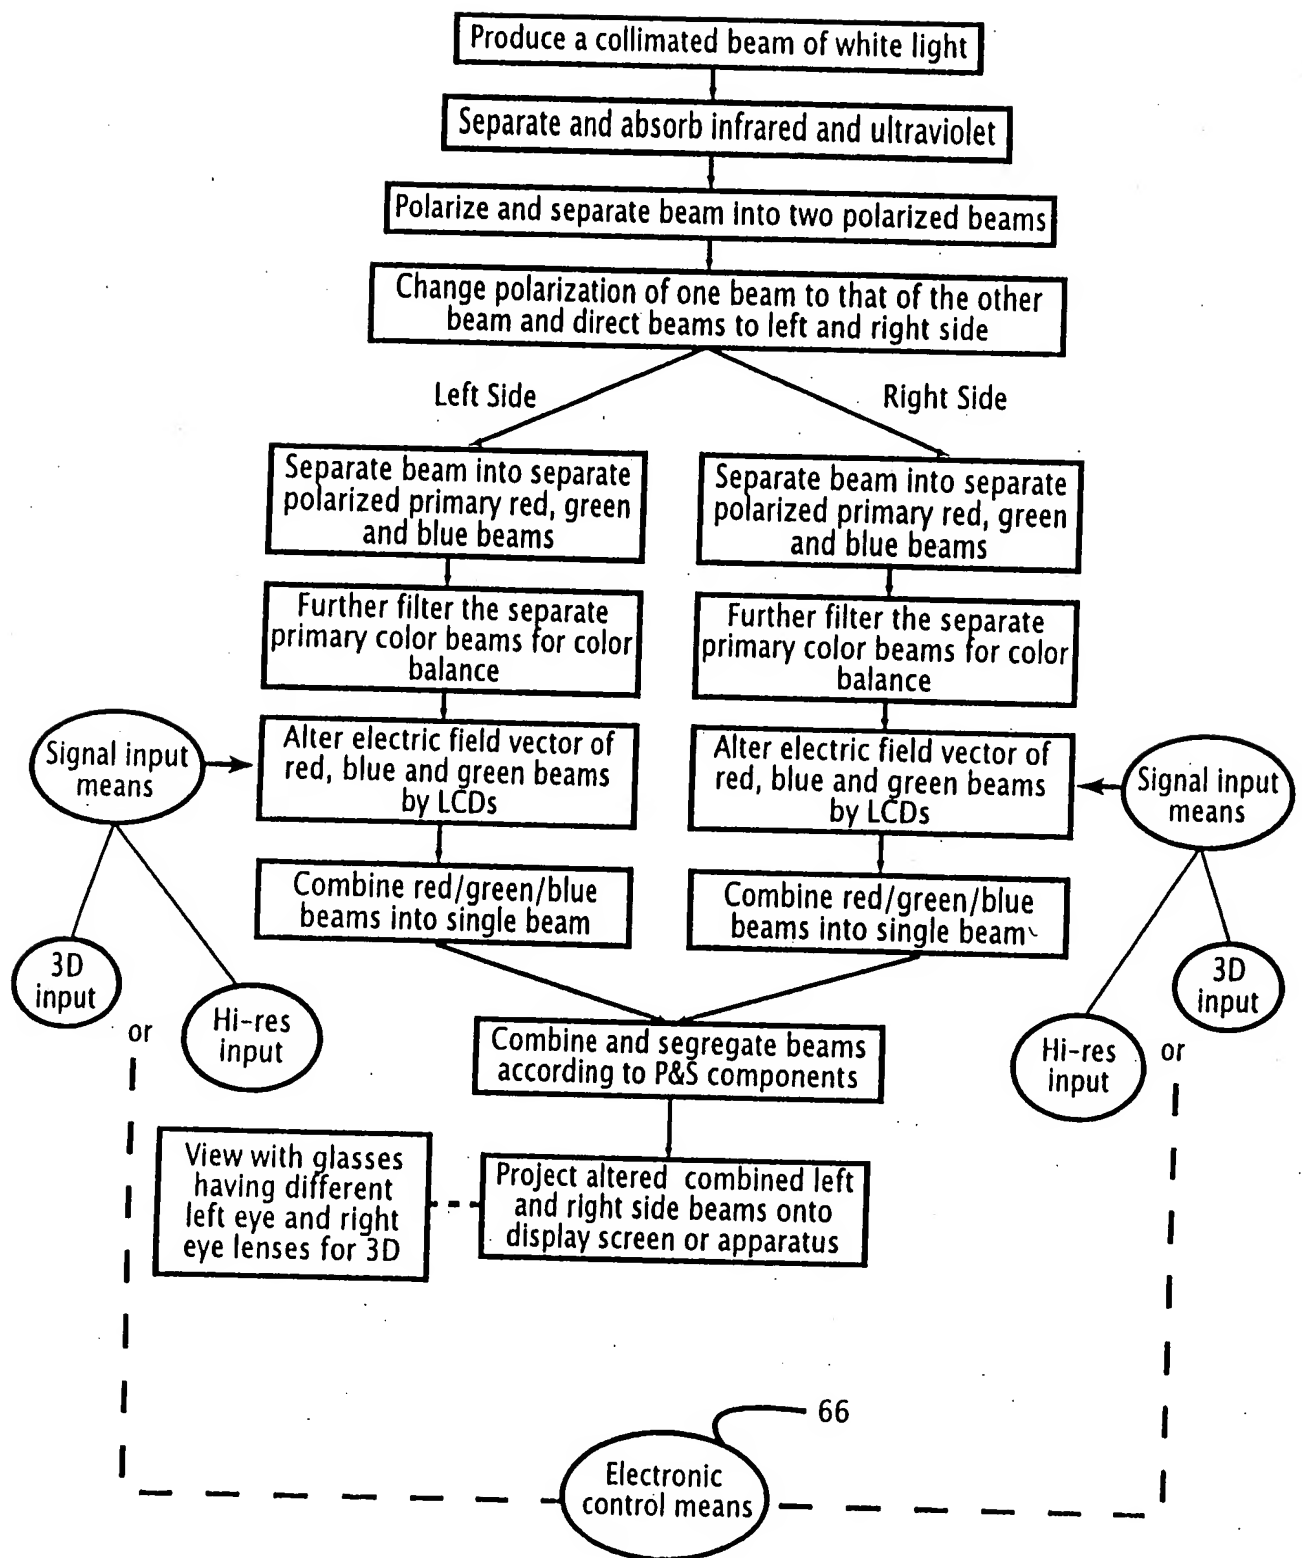 Produce a collimated beam of white light
Separate and absorb infrared and ultraviolet
Polarize and separate beam into two polarized beams
Change polarization of one beam to that of the other
beam and direct beams to left and right side
Left Side
Right Side
Separate beam into separate
polarized primary red, green
and blue beams
Separate beam into separate
polarized primary red, green
and blue beams
Further filter the separate
primary color beams for color
balance
Further filter the separate
primary color beams for color
balance
Signal input
means
Alter electric field vector of
red, blue and green beams
by LCDs
Alter electric field vector of
red, blue and green beams
by LCDs
Signal input
means
Combine red/green/blue
beams into single beam
Combine red/green/blue
beams into single beam
3D
input
or
Hi-res
input
Hi-res
input
or
3D
input
Combine and segregate beams
according to P&S components
View with glasses
having different
left eye and right
eye lenses for 3D
Project altered combined left
and right side beams onto
display screen or apparatus
66
Electronic
control means